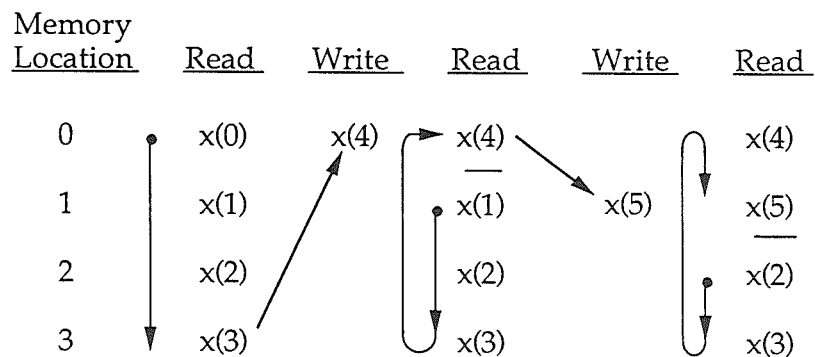 Memory
Location Read Write Read Write Read
0 x(0) x(4) x(4) x(4)
1 x(1) x(1) x(5) x(5)
2 x(2) x(2) x(2)
3 x(3) x(3) x(3)